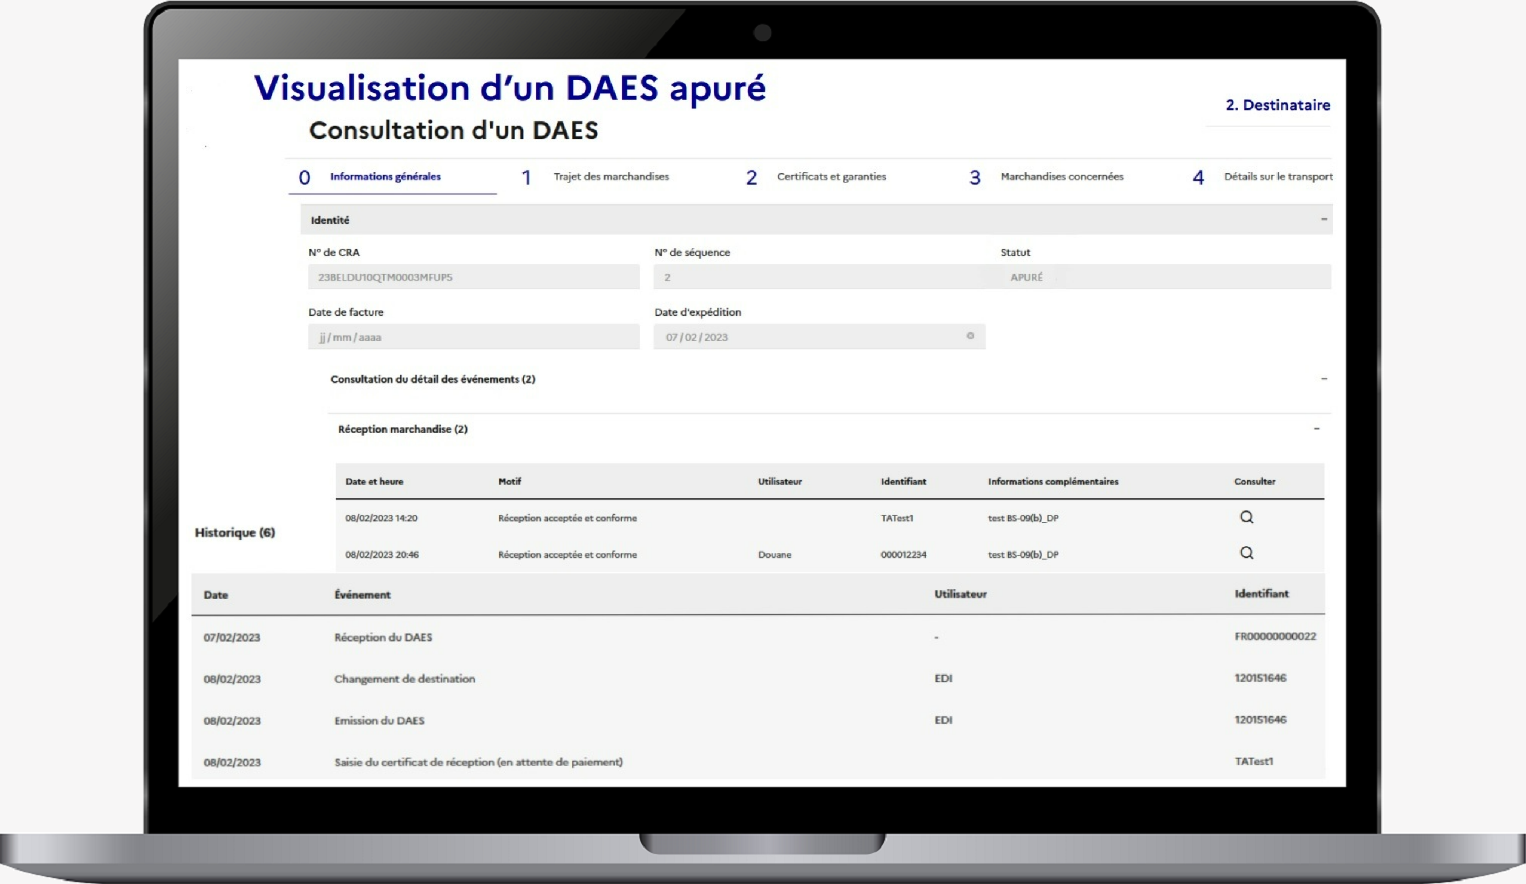 Visualisation d'un DAES apuré
2. Destinataire
Consultation d'un DAES
0 Informations générales 1 Trajet des marchandises 2 Certificats et garanties 3 Marchandises concernées 4 Détails sur le transport
Identité –
N° de CRA N° de séquence Statut
23BELDU10QTM0003MFUP5 2 APURÉ
Date de facture Date d'expédition
jj / mm / aaaa 07 / 02 / 2023
Consultation du détail des événements (2) –
Réception marchandise (2) –
Date et heure Motif Utilisateur Identifiant Informations complémentaires Consulter
08/02/2023 14:20 Réception acceptée et conforme TATest1 test BS-09(b)_DP
Historique (6)
08/02/2023 20:46 Réception acceptée et conforme Douane 000012234 test BS-09(b)_DP
Date Événement Utilisateur Identifiant
07/02/2023 Réception du DAES - FR00000000022
08/02/2023 Changement de destination EDI 120151646
08/02/2023 Emission du DAES EDI 120151646
08/02/2023 Saisie du certificat de réception (en attente de paiement) TATest1